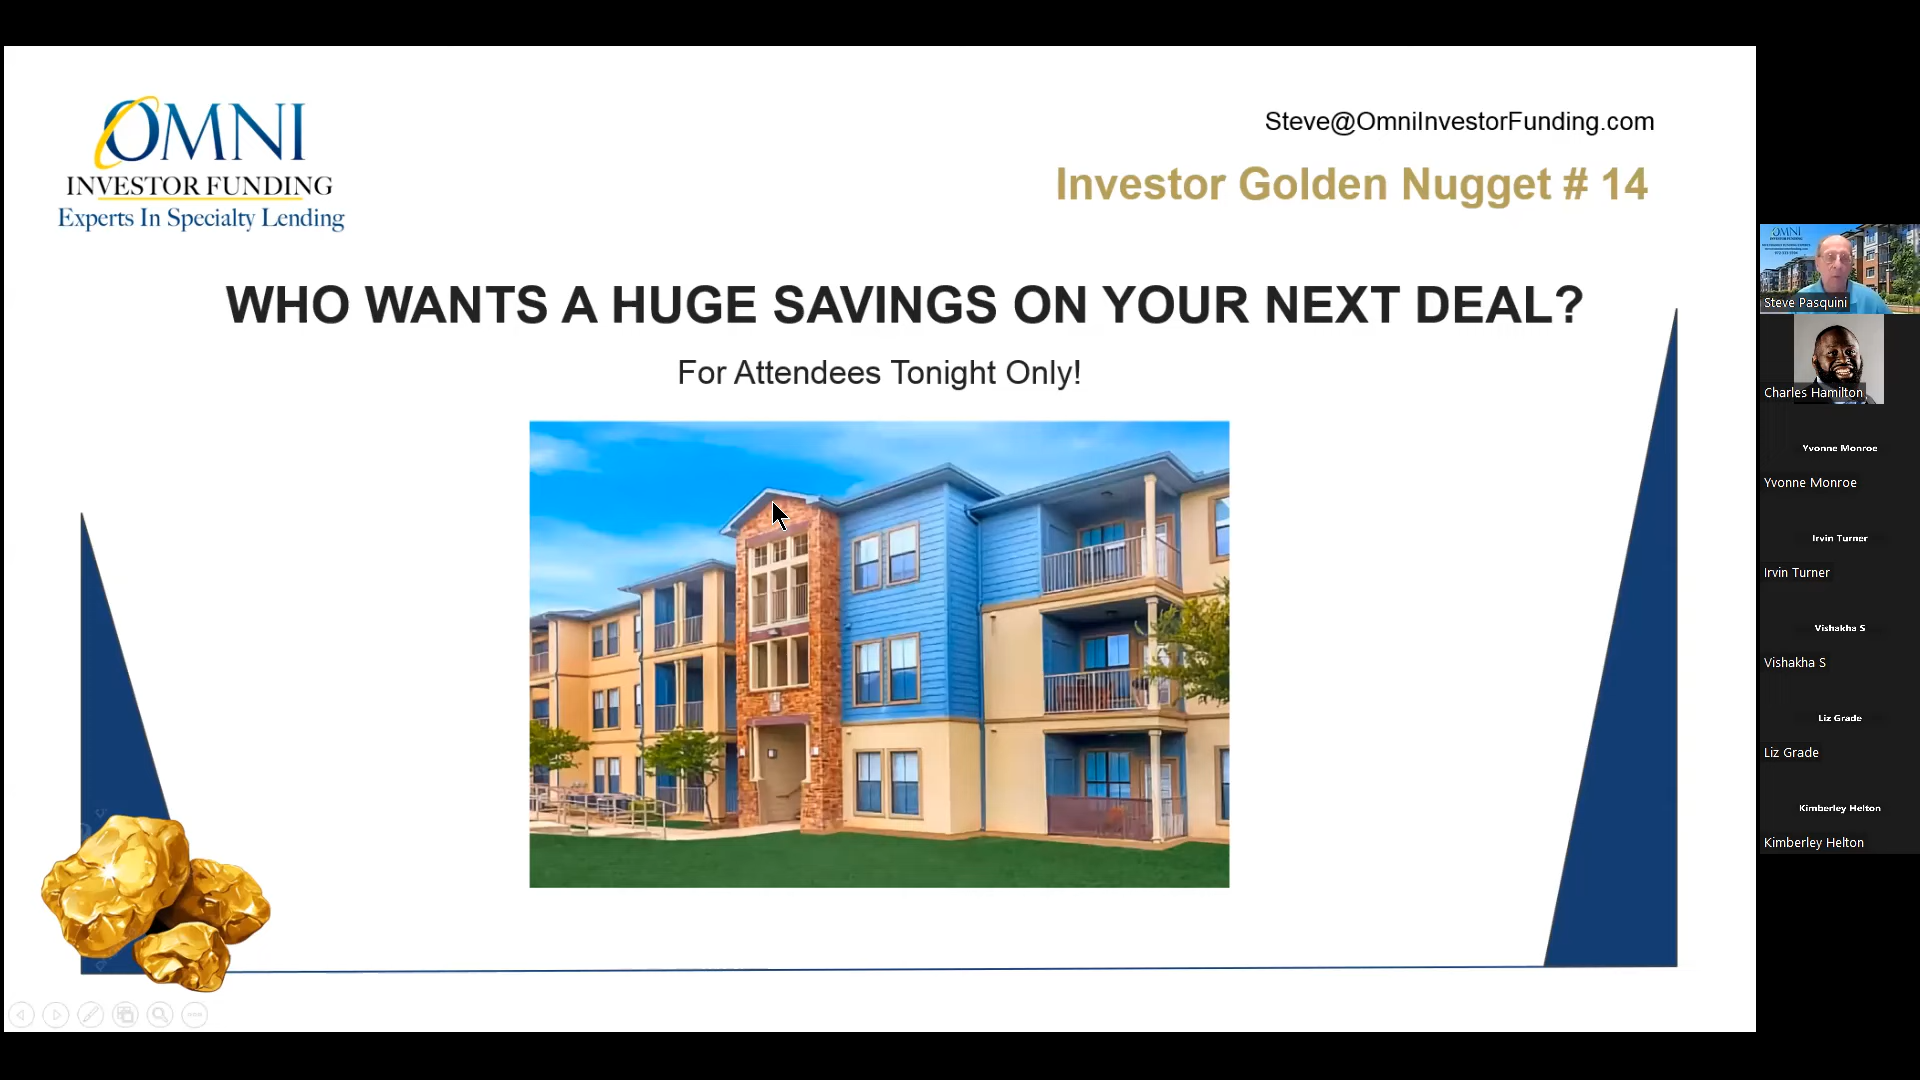 OMNI
INVESTOR FUNDING
Experts In Specialty Lending
Steve@OmniInvestorFunding.com
Investor Golden Nugget # 14
WHO WANTS A HUGE SAVINGS ON YOUR NEXT DEAL?
For Attendees Tonight Only!
OMNI
Steve Pasquini
Charles Hamilton
Yvonne Monroe
Yvonne Monroe
Irvin Turner
Irvin Turner
Vishakha S
Vishakha S
Liz Grade
Liz Grade
Kimberley Helton
Kimberley Helton